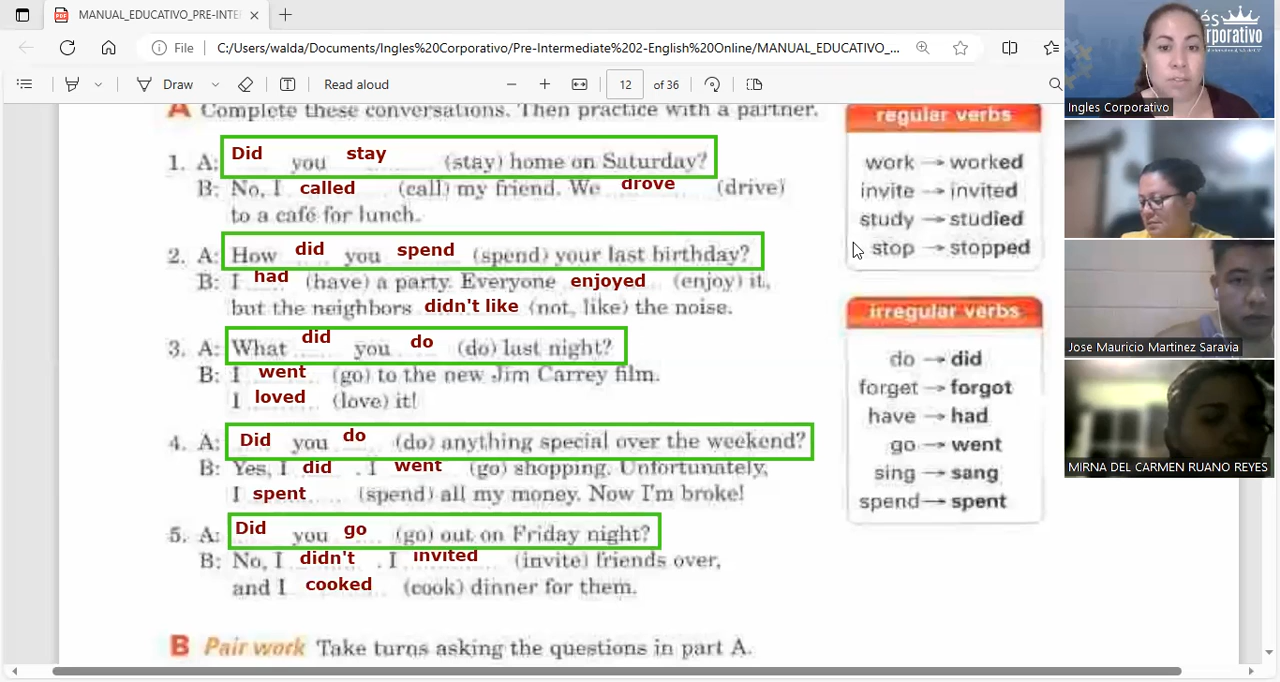 MANUAL_EDUCATIVO_PRE-INTE
File C:/Users/walda/Documents/Ingles%20Corporativo/Pre-Intermediate%202-English%20Online/MANUAL_EDUCATIVO_...
Draw Read aloud 12 of 36
A Complete these conversations. Then practice with a partner.
1. A: Did you stay (stay) home on Saturday?
B: No, I called (call) my friend. We drove (drive)
to a café for lunch.
2. A: How did you spend (spend) your last birthday?
B: I had (have) a party. Everyone enjoyed (enjoy) it,
but the neighbors didn't like (not, like) the noise.
3. A: What did you do (do) last night?
B: I went (go) to the new Jim Carrey film.
I loved (love) it!
4. A: Did you do (do) anything special over the weekend?
B: Yes, I did. I went (go) shopping. Unfortunately,
I spent (spend) all my money. Now I'm broke!
5. A: Did you go (go) out on Friday night?
B: No, I didn't. I invited (invite) friends over,
and I cooked (cook) dinner for them.
B Pair work Take turns asking the questions in part A.
regular verbs
work → worked
invite → invited
study → studied
stop → stopped
irregular verbs
do → did
forget → forgot
have → had
go → went
sing → sang
spend → spent
és
rporativo
Ingles Corporativo
Jose Mauricio Martinez Saravia
MIRNA DEL CARMEN RUANO REYES